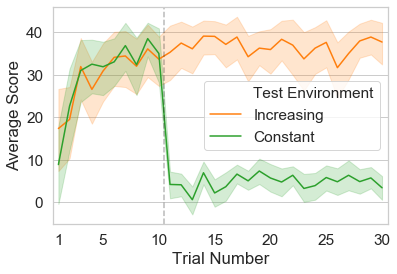 40
30
20
10
0
Average Score
Test Environment
Increasing
Constant
1 5 10 15 20 25 30
Trial Number